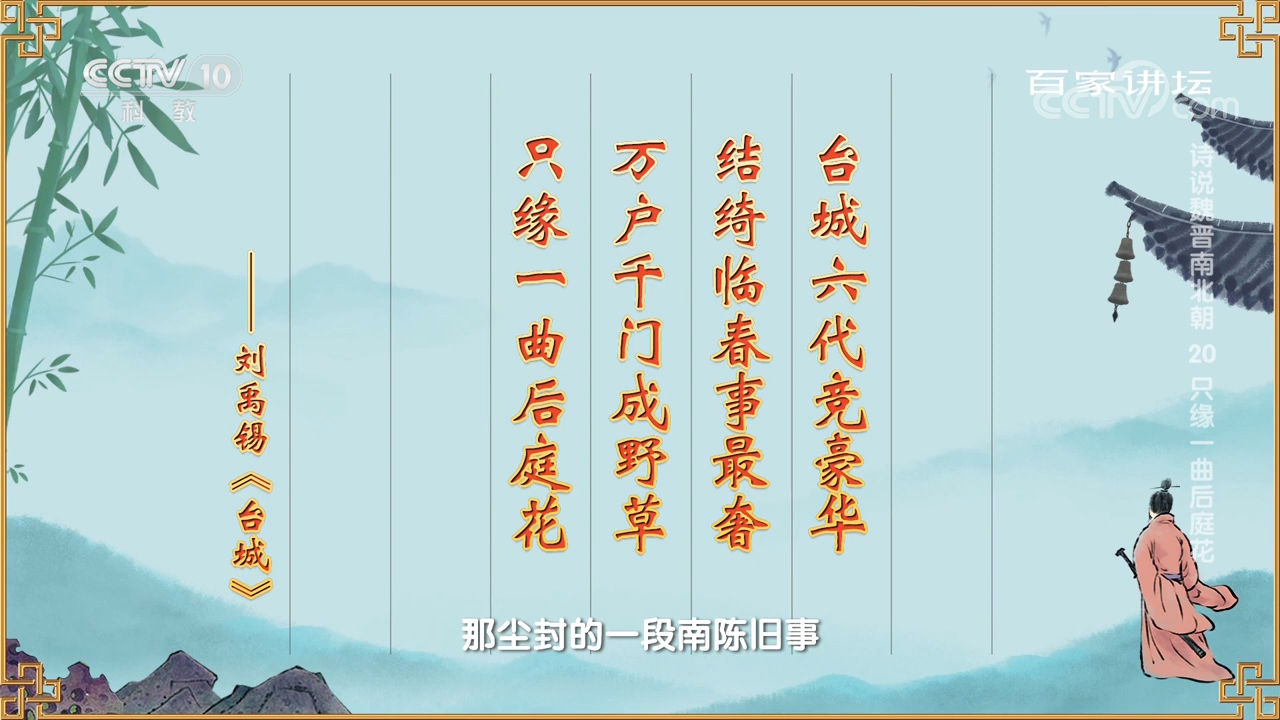 CCTV 10
科 教
百家讲坛
CCTV.com
诗说魏晋南北朝 20 只缘一曲后庭花
台城六代竞豪华
结绮临春事最奢
万户千门成野草
只缘一曲后庭花
——刘禹锡《台城》
那尘封的一段南陈旧事